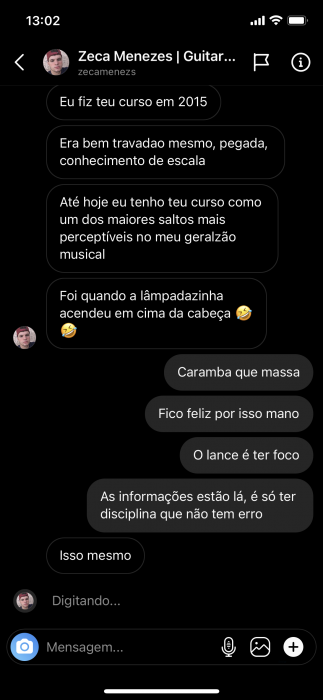 13:02
Zeca Menezes | Guitar...
zecamenezs
Eu fiz teu curso em 2015
Era bem travadao mesmo, pegada,
conhecimento de escala
Até hoje eu tenho teu curso como
um dos maiores saltos mais
perceptíveis no meu geralzão
musical
Foi quando a lâmpadazinha
acendeu em cima da cabeça 🤣
🤣
Caramba que massa
Fico feliz por isso mano
O lance é ter foco
As informações estão lá, é só ter
disciplina que não tem erro
Isso mesmo
Digitando...
Mensagem...